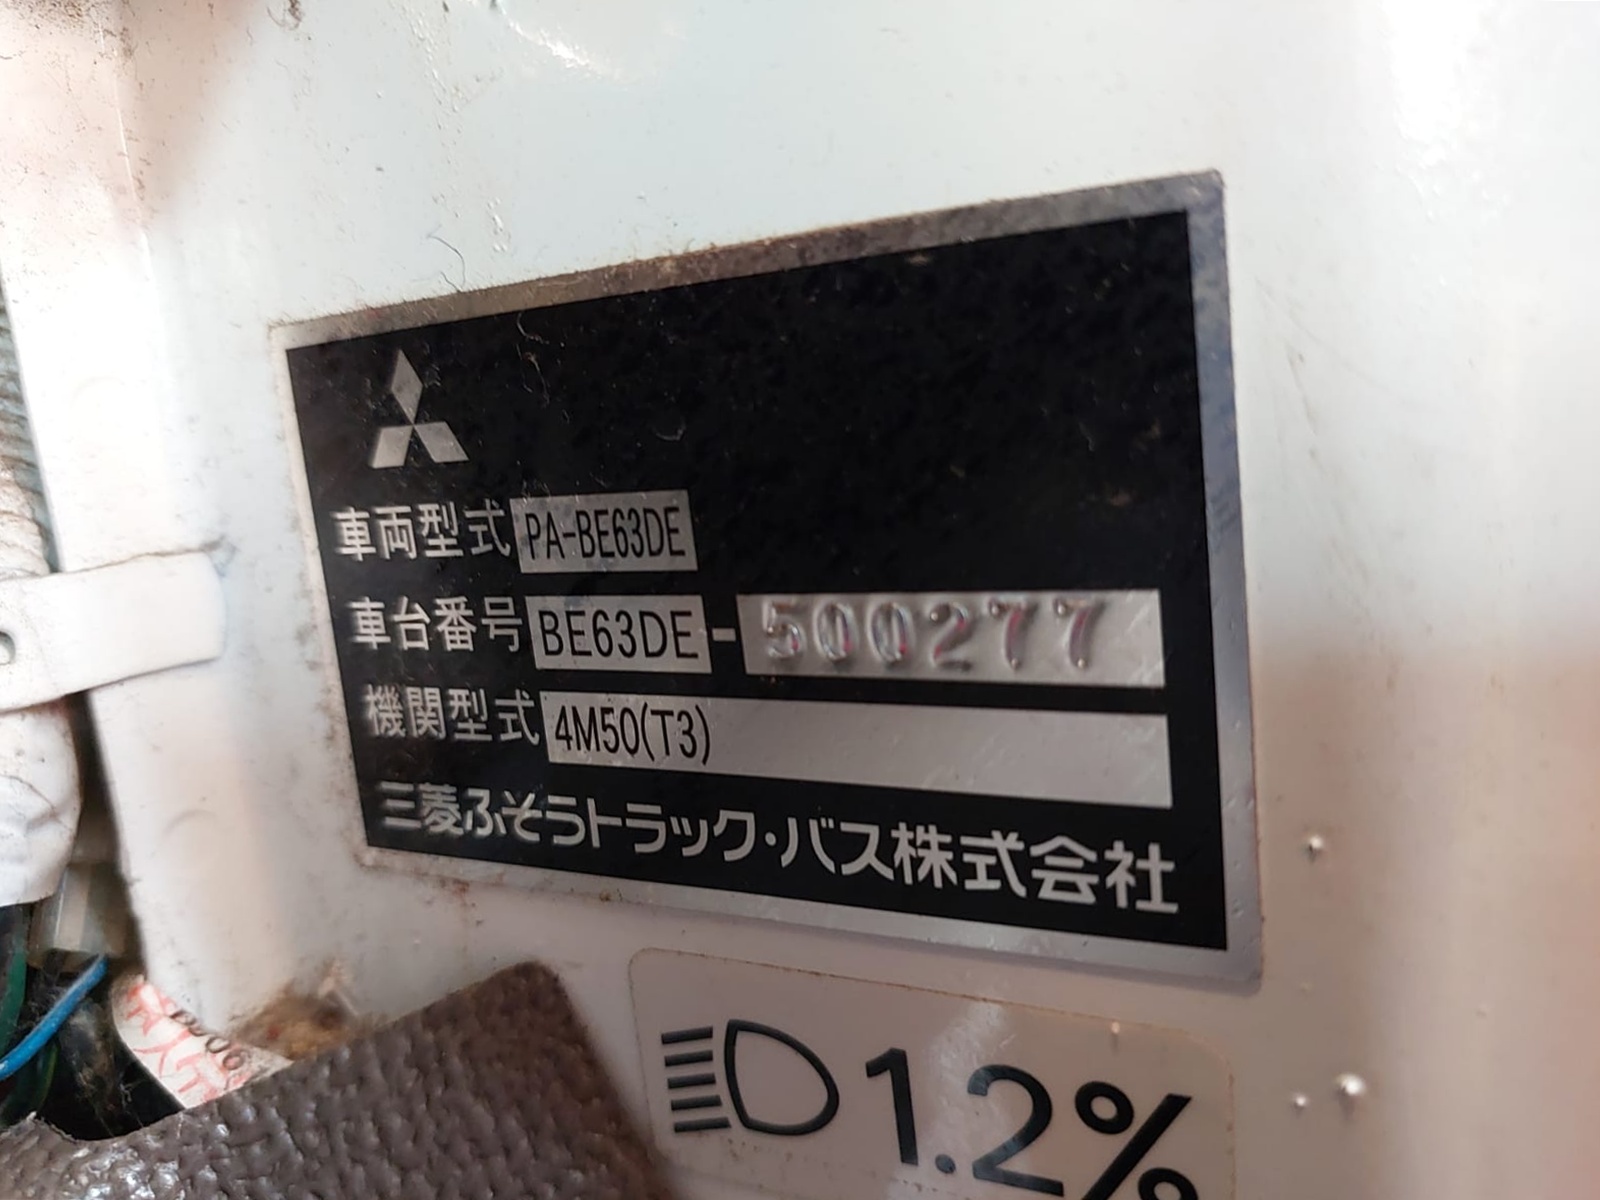 車両型式 PA-BE63DE
車台番号 BE63DE-500277
機関型式 4M50(T3)
三菱ふそうトラック・バス株式会社
1.2%